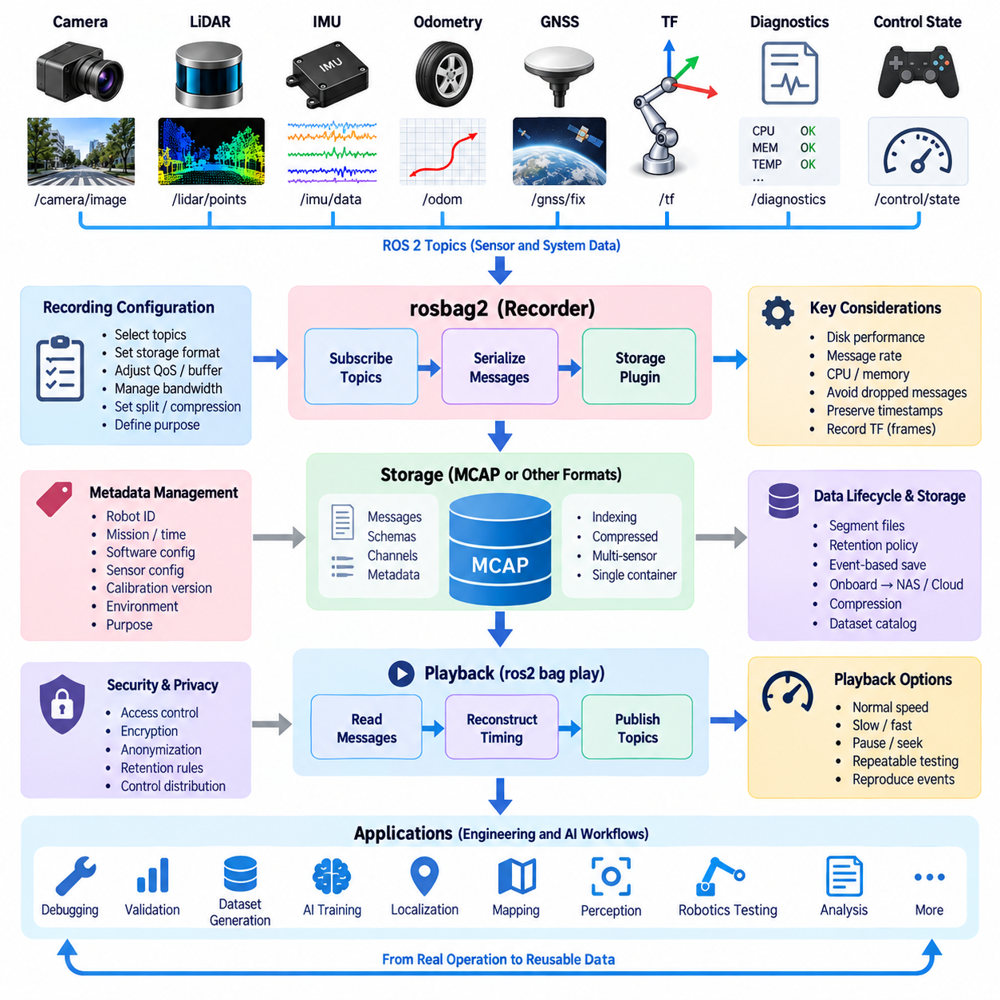 Camera
LiDAR
IMU
Odometry
GNSS
TF
Diagnostics
Control State
IMU
CPU OK
MEM OK
TEMP OK
...
/camera/image
/lidar/points
/imu/data
/odom
/gnss/fix
/tf
/diagnostics
/control/state
ROS 2 Topics (Sensor and System Data)
Recording Configuration
• Select topics
• Set storage format
• Adjust QoS / buffer
• Manage bandwidth
• Set split / compression
• Define purpose
rosbag2 (Recorder)
Subscribe
Topics
Serialize
Messages
Storage
Plugin
Key Considerations
• Disk performance
• Message rate
• CPU / memory
• Avoid dropped messages
• Preserve timestamps
• Record TF (frames)
Metadata Management
• Robot ID
• Mission / time
• Software config
• Sensor config
• Calibration version
• Environment
• Purpose
Storage (MCAP or Other Formats)
Messages
Schemas
Channels
Metadata
MCAP
• Indexing
• Compressed
• Multi-sensor
• Single container
Data Lifecycle & Storage
• Segment files
• Retention policy
• Event-based save
• Onboard → NAS / Cloud
• Compression
• Dataset catalog
Security & Privacy
• Access control
• Encryption
• Anonymization
• Retention rules
• Control distribution
Playback (ros2 bag play)
Read
Messages
Reconstruct
Timing
Publish
Topics
Playback Options
• Normal speed
• Slow / fast
• Pause / seek
• Repeatable testing
• Reproduce events
Applications (Engineering and AI Workflows)
Debugging
Validation
Dataset
Generation
AI Training
Localization
Mapping
Perception
Robotics Testing
Analysis
More
From Real Operation to Reusable Data